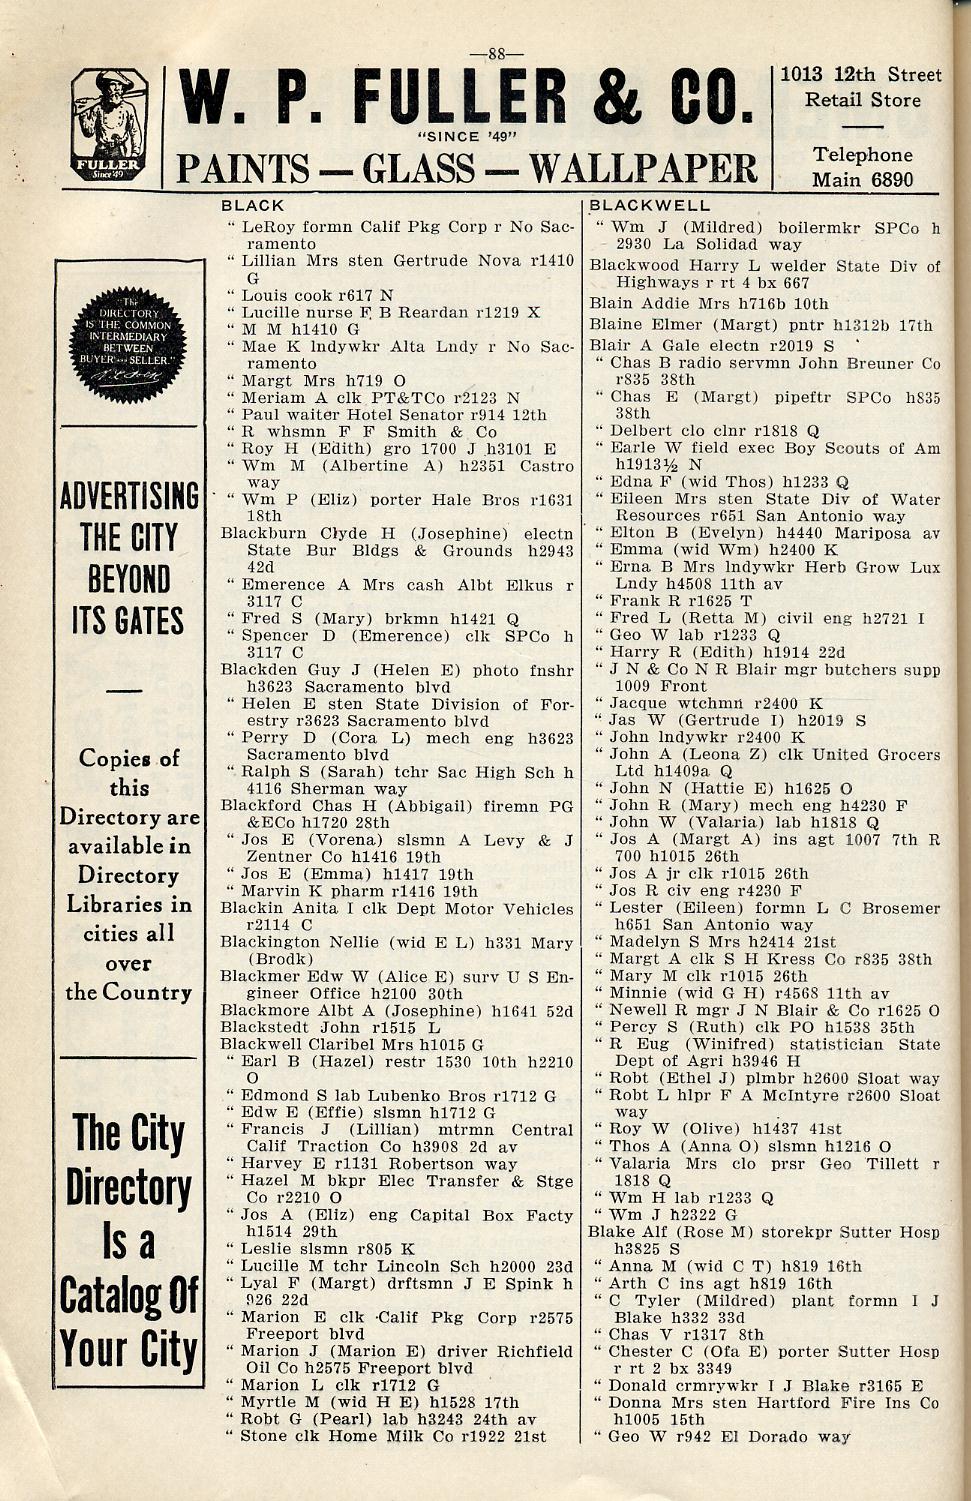 —88—
FULLER
Since '49
W. P. FULLER & CO.
"SINCE '49"
PAINTS — GLASS — WALLPAPER
1013 12th Street
Retail Store
Telephone
Main 6890
"The
DIRECTORY
IS THE COMMON
INTERMEDIARY
BETWEEN
BUYER AND SELLER."
ADVERTISING
THE CITY
BEYOND
ITS GATES
Copies of
this
Directory are
available in
Directory
Libraries in
cities all
over
the Country
The City
Directory
Is a
Catalog Of
Your City
BLACK
" LeRoy formn Calif Pkg Corp r No Sac-
ramento
" Lillian Mrs sten Gertrude Nova r1410
G
" Louis cook r617 N
" Lucille nurse F B Reardan r1219 X
" M M h1410 G
" Mae K lndywkr Alta Lndy r No Sac-
ramento
" Margt Mrs h719 O
" Meriam A clk PT&TCo r2123 N
" Paul waiter Hotel Senator r914 12th
" R whsmn F F Smith & Co
" Roy H (Edith) gro 1700 J h3101 E
" Wm M (Albertine A) h2351 Castro
way
" Wm P (Eliz) porter Hale Bros r1631
18th
Blackburn Clyde H (Josephine) electn
State Bur Bldgs & Grounds h2943
42d
" Emerence A Mrs cash Albt Elkus r
3117 C
" Fred S (Mary) brkmn h1421 Q
" Spencer D (Emerence) clk SPCo h
3117 C
Blackden Guy J (Helen E) photo fnshr
h3623 Sacramento blvd
" Helen E sten State Division of For-
estry r3623 Sacramento blvd
" Perry D (Cora L) mech eng h3623
Sacramento blvd
" Ralph S (Sarah) tchr Sac High Sch h
4116 Sherman way
Blackford Chas H (Abbigail) firemn PG
&ECo h1720 28th
" Jos E (Vorena) slsmn A Levy & J
Zentner Co h1416 19th
" Jos E (Emma) h1417 19th
" Marvin K pharm r1416 19th
Blackin Anita I clk Dept Motor Vehicles
r2114 C
Blackington Nellie (wid E L) h331 Mary
(Brodk)
Blackmer Edw W (Alice E) surv U S En-
gineer Office h2100 30th
Blackmore Albt A (Josephine) h1641 52d
Blackstedt John r1515 L
Blackwell Claribel Mrs h1015 G
" Earl B (Hazel) restr 1530 10th h2210
O
" Edmond S lab Lubenko Bros r1712 G
" Edw E (Effie) slsmn h1712 G
" Francis J (Lillian) mtrmn Central
Calif Traction Co h3908 2d av
" Harvey E r1131 Robertson way
" Hazel M bkpr Elec Transfer & Stge
Co r2210 O
" Jos A (Eliz) eng Capital Box Facty
h1514 29th
" Leslie slsmn r805 K
" Lucille M tchr Lincoln Sch h2000 23d
" Lyal F (Margt) drftsmn J E Spink h
926 22d
" Marion E clk Calif Pkg Corp r2575
Freeport blvd
" Marion J (Marion E) driver Richfield
Oil Co h2575 Freeport blvd
" Marion L clk r1712 G
" Myrtle M (wid H E) h1528 17th
" Robt G (Pearl) lab h3243 24th av
" Stone clk Home Milk Co r1922 21st
BLACKWELL
" Wm J (Mildred) boilermkr SPCo h
2930 La Solidad way
Blackwood Harry L welder State Div of
Highways r rt 4 bx 667
Blain Addie Mrs h716b 10th
Blaine Elmer (Margt) pntr h1312b 17th
Blair A Gale electn r2019 S
" Chas B radio servmn John Breuner Co
r835 38th
" Chas E (Margt) pipeftr SPCo h835
38th
" Delbert clo clnr r1818 Q
" Earle W field exec Boy Scouts of Am
h1913½ N
" Edna F (wid Thos) h1233 Q
" Eileen Mrs sten State Div of Water
Resources r651 San Antonio way
" Elton B (Evelyn) h4440 Mariposa av
" Emma (wid Wm) h2400 K
" Erna B Mrs lndywkr Herb Grow Lux
Lndy h4508 11th av
" Frank R r1625 T
" Fred L (Retta M) civil eng h2721 I
" Geo W lab r1233 Q
" Harry R (Edith) h1914 22d
" J N & Co N R Blair mgr butchers supp
1009 Front
" Jacque wtchmn r2400 K
" Jas W (Gertrude I) h2019 S
" John lndywkr r2400 K
" John A (Leona Z) clk United Grocers
Ltd h1409a Q
" John N (Hattie E) h1625 O
" John R (Mary) mech eng h4230 F
" John W (Valaria) lab h1818 Q
" Jos A (Margt A) ins agt 1007 7th R
700 h1015 26th
" Jos A jr clk r1015 26th
" Jos R civ eng r4230 F
" Lester (Eileen) formn L C Brosemer
h651 San Antonio way
" Madelyn S Mrs h2414 21st
" Margt A clk S H Kress Co r835 38th
" Mary M clk r1015 26th
" Minnie (wid G H) r4568 11th av
" Newell R mgr J N Blair & Co r1625 O
" Percy S (Ruth) clk PO h1538 35th
" R Eug (Winifred) statistician State
Dept of Agri h3946 H
" Robt (Ethel J) plmbr h2600 Sloat way
" Robt L hlpr F A McIntyre r2600 Sloat
way
" Roy W (Olive) h1437 41st
" Thos A (Anna O) slsmn h1216 O
" Valaria Mrs clo prsr Geo Tillett r
1818 Q
" Wm H lab r1233 Q
" Wm J h2322 G
Blake Alf (Rose M) storekpr Sutter Hosp
h3825 S
" Anna M (wid C T) h819 16th
" Arth C ins agt h819 16th
" C Tyler (Mildred) plant formn I J
Blake h332 33d
" Chas V r1317 8th
" Chester C (Ofa E) porter Sutter Hosp
r rt 2 bx 3349
" Donald crmrywkr I J Blake r3165 E
" Donna Mrs sten Hartford Fire Ins Co
h1005 15th
" Geo W r942 El Dorado way